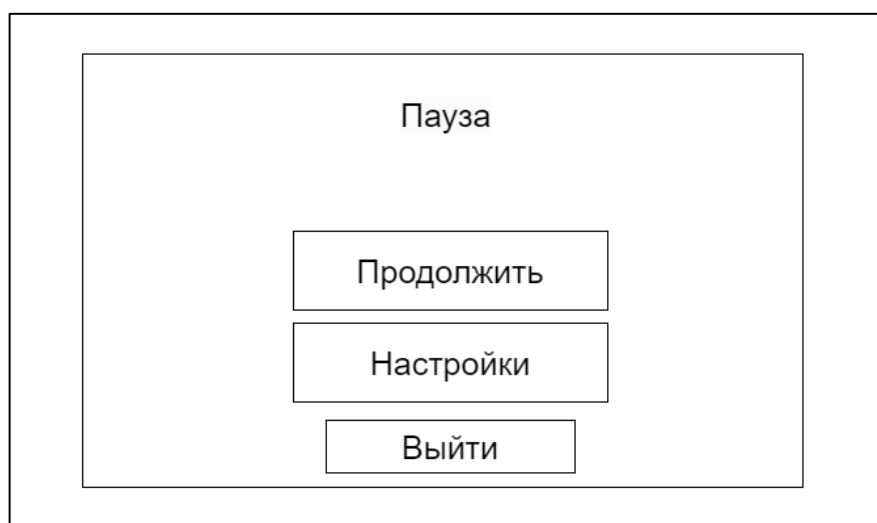 Пауза
Продолжить
Настройки
Выйти